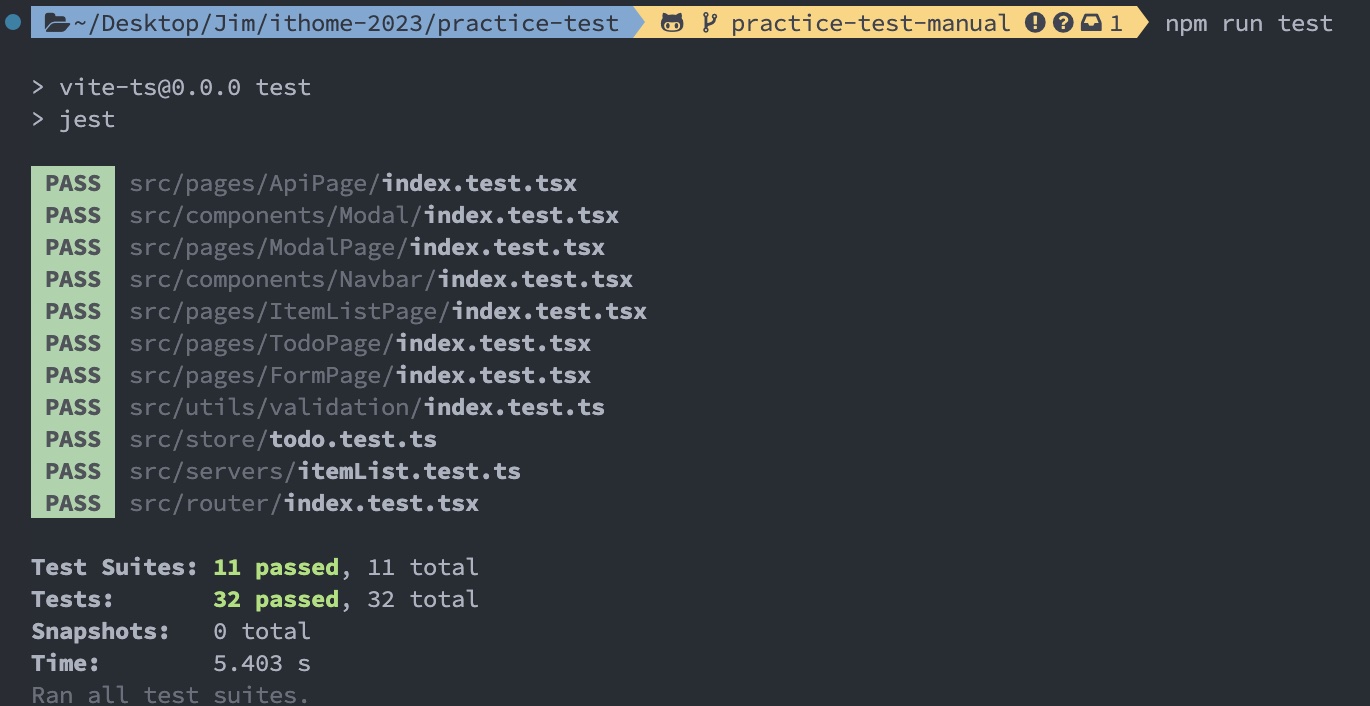 ~/Desktop/Jim/ithome-2023/practice-test practice-test-manual 1 npm run test
> vite-ts@0.0.0 test
> jest
PASS src/pages/ApiPage/index.test.tsx
PASS src/components/Modal/index.test.tsx
PASS src/pages/ModalPage/index.test.tsx
PASS src/components/Navbar/index.test.tsx
PASS src/pages/ItemListPage/index.test.tsx
PASS src/pages/TodoPage/index.test.tsx
PASS src/pages/FormPage/index.test.tsx
PASS src/utils/validation/index.test.ts
PASS src/store/todo.test.ts
PASS src/servers/itemList.test.ts
PASS src/router/index.test.tsx
Test Suites: 11 passed, 11 total
Tests: 32 passed, 32 total
Snapshots: 0 total
Time: 5.403 s
Ran all test suites.